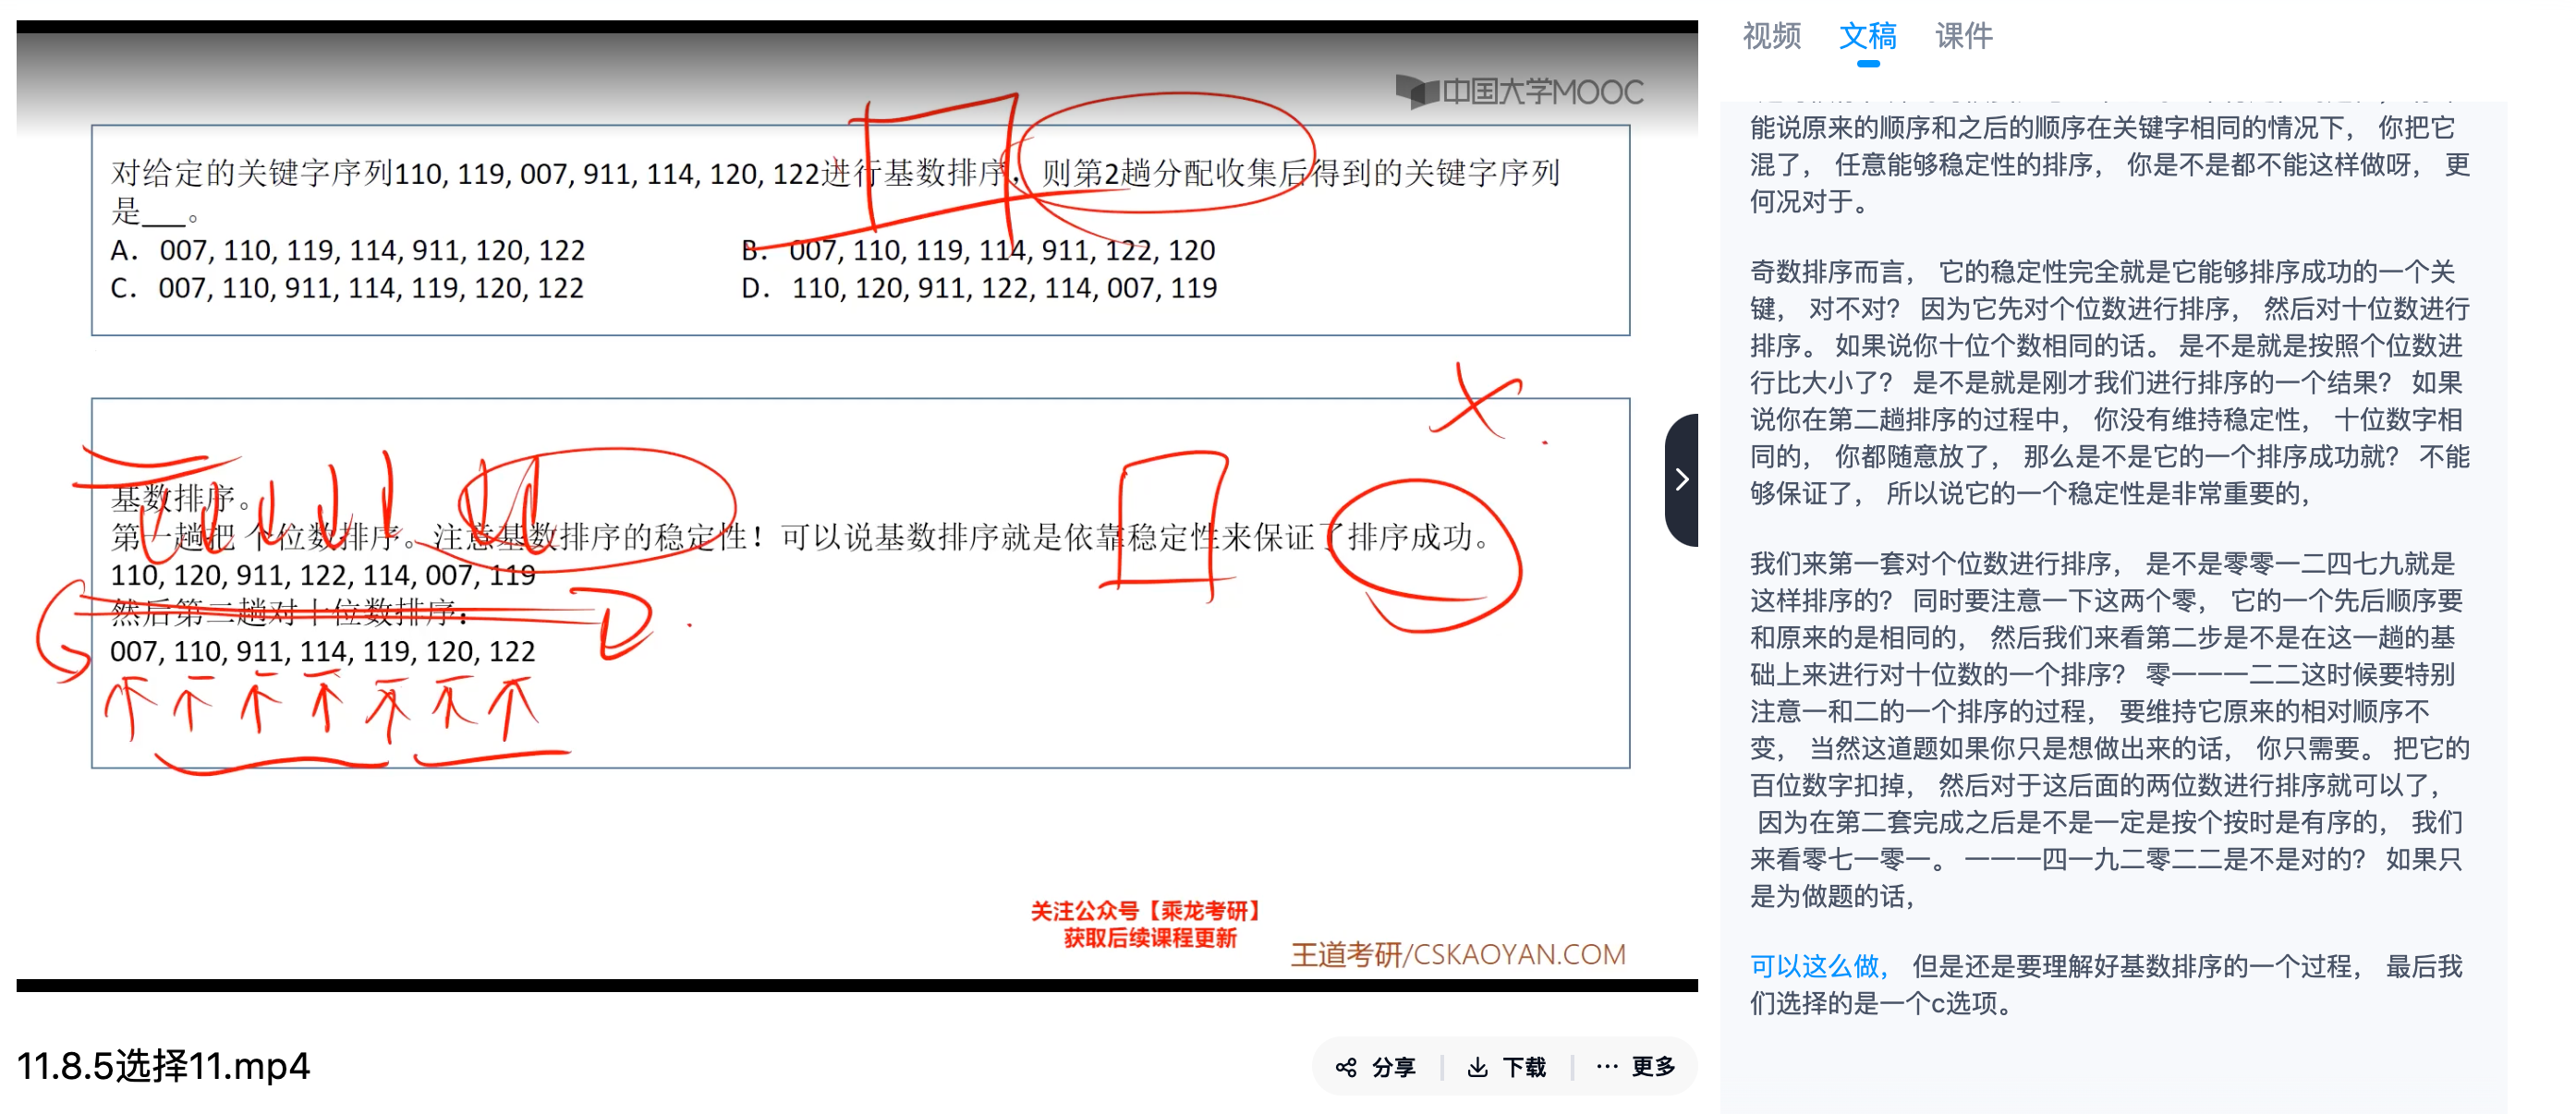 中国大学MOOC
对给定的关键字序列110, 119, 007, 911, 114, 120, 122进行基数排序，则第2趟分配收集后得到的关键字序列
是___。
A. 007, 110, 119, 114, 911, 120, 122
B. 007, 110, 119, 114, 911, 122, 120
C. 007, 110, 911, 114, 119, 120, 122
D. 110, 120, 911, 122, 114, 007, 119
基数排序。
第一趟把 个位数排序。注意基数排序的稳定性！可以说基数排序就是依靠稳定性来保证了排序成功。
110, 120, 911, 122, 114, 007, 119
然后第二趟对十位数排序：
007, 110, 911, 114, 119, 120, 122
关注公众号【乘龙考研】
获取后续课程更新
王道考研/CSKAOYAN.COM
11.8.5选择11.mp4
分享
下载
更多
视频 文稿 课件
能说原来的顺序和之后的顺序在关键字相同的情况下， 你把它
混了， 任意能够稳定性的排序， 你是不是都不能这样做呀， 更
何况对于。
奇数排序而言， 它的稳定性完全就是它能够排序成功的一个关
键， 对不对？ 因为它先对个位数进行排序， 然后对十位数进行
排序。 如果说你十位个数相同的话。 是不是就是按照个位数进
行比大小了？ 是不是就是刚才我们进行排序的一个结果？ 如果
说你在第二趟排序的过程中， 你没有维持稳定性， 十位数字相
同的， 你都随意放了， 那么是不是它的一个排序成功就？ 不能
够保证了， 所以说它的一个稳定性是非常重要的，
我们来第一套对个位数进行排序， 是不是零零一二四七九就是
这样排序的？ 同时要注意一下这两个零， 它的一个先后顺序要
和原来的是相同的， 然后我们来看第二步是不是在这一趟的基
础上来进行对十位数的一个排序？ 零一一一二二这时候要特别
注意一和二的一个排序的过程， 要维持它原来的相对顺序不
变， 当然这道题如果你只是想做出来的话， 你只需要。 把它的
百位数字扣掉， 然后对于这后面的两位数进行排序就可以了，
因为在第二套完成之后是不是一定是按个按时是有序的， 我们
来看零七一零一。 一一一四一九二零二二是不是对的？ 如果只
是为做题的话，
可以这么做， 但是还是要理解好基数排序的一个过程， 最后我
们选择的是一个c选项。